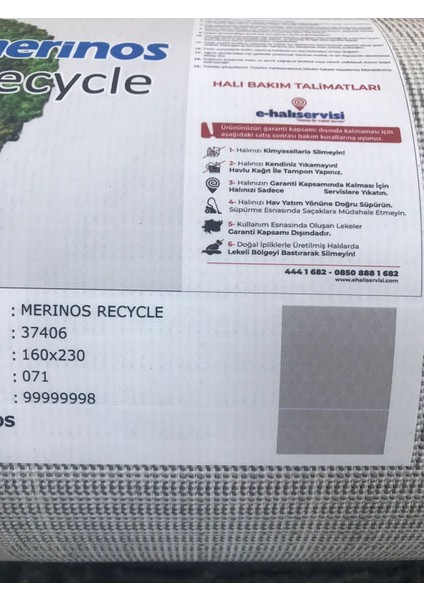 merinos
ecycle
HALI BAKIM TALİMATLARI
e-halıservisi
Ürününüzün garanti kapsamı dışında kalmaması için
aşağıdaki satış sonrası bakım kurallarına uyunuz.
1- Halınızı Kimyasallarla Silmeyin!
2- Halınızı Kendiniz Yıkamayın!
Havlu Kağıt İle Tampon Yapınız.
3- Halınızın Garanti Kapsamında Kalması İçin
Halınızı Sadece Servislere Yıkatın.
4- Halınızı Hav Yatım Yönüne Doğru Süpürün.
Süpürme Esnasında Saçaklara Müdahale Etmeyin.
5- Kullanım Esnasında Oluşan Lekeler
Garanti Kapsamı Dışındadır.
6- Doğal İpliklerle Üretilmiş Halılarda
Lekeli Bölgeyi Bastırarak Silmeyin!
444 1 682 - 0850 888 1 682
www.ehaliservisi.com
: MERINOS RECYCLE
: 37406
: 160x230
: 071
: 99999998
OS